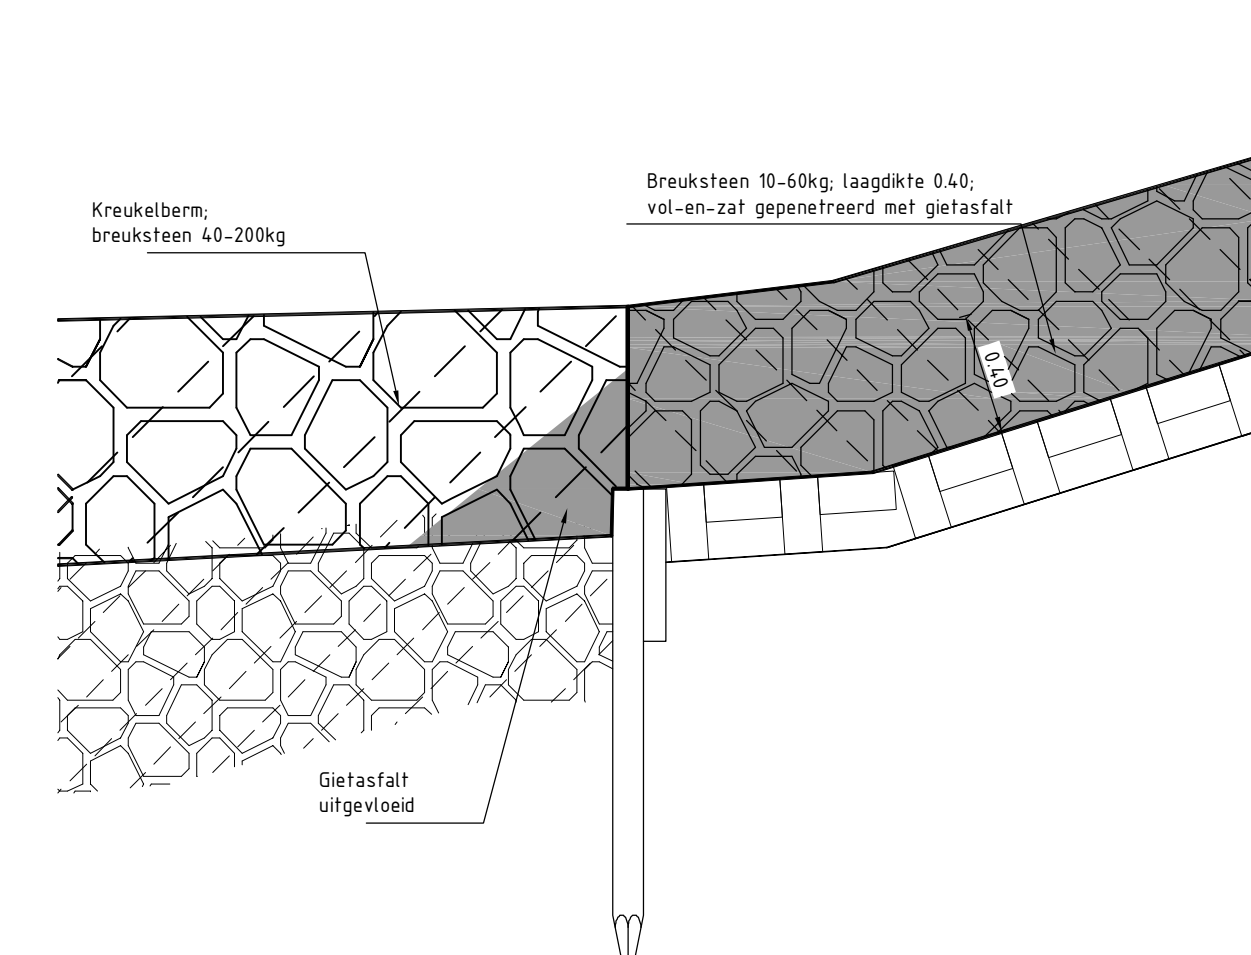 Breuksteen 10-60kg; laagdikte 0.40;
vol-en-zat gepenetreerd met gietasfalt
Kreukelberm;
breuksteen 40-200kg
0.40
Gietasfalt
uitgevloeid